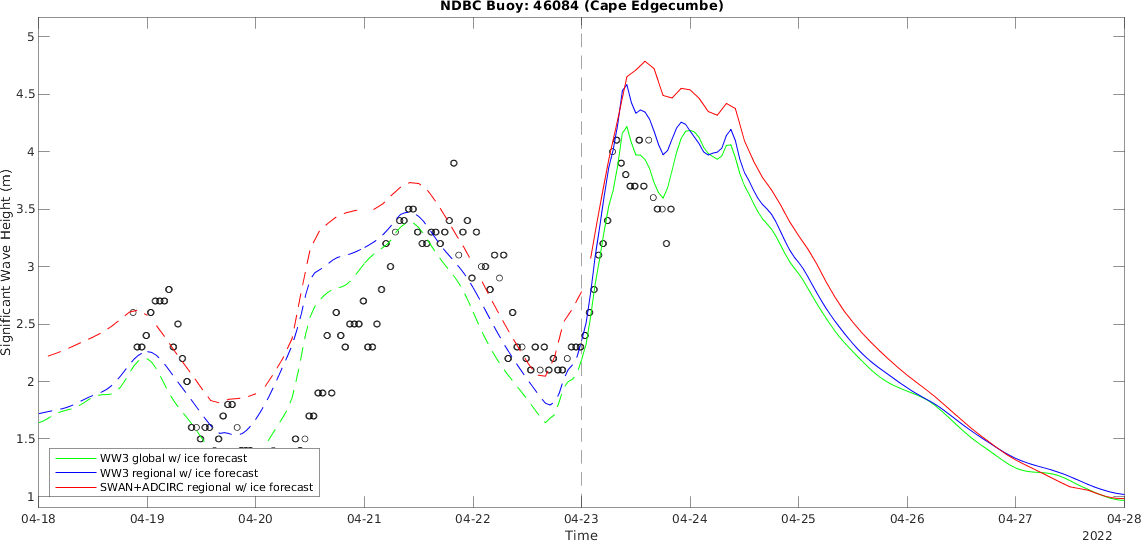 NDBC Buoy: 46084 (Cape Edgecumbe)
Significant Wave Height (m)
5
4.5
4
3.5
3
2.5
2
1.5
1
WW3 global w/ ice forecast
WW3 regional w/ ice forecast
SWAN+ADCIRC regional w/ ice forecast
04-18 04-19 04-20 04-21 04-22 04-23 04-24 04-25 04-26 04-27 04-28
Time
2022